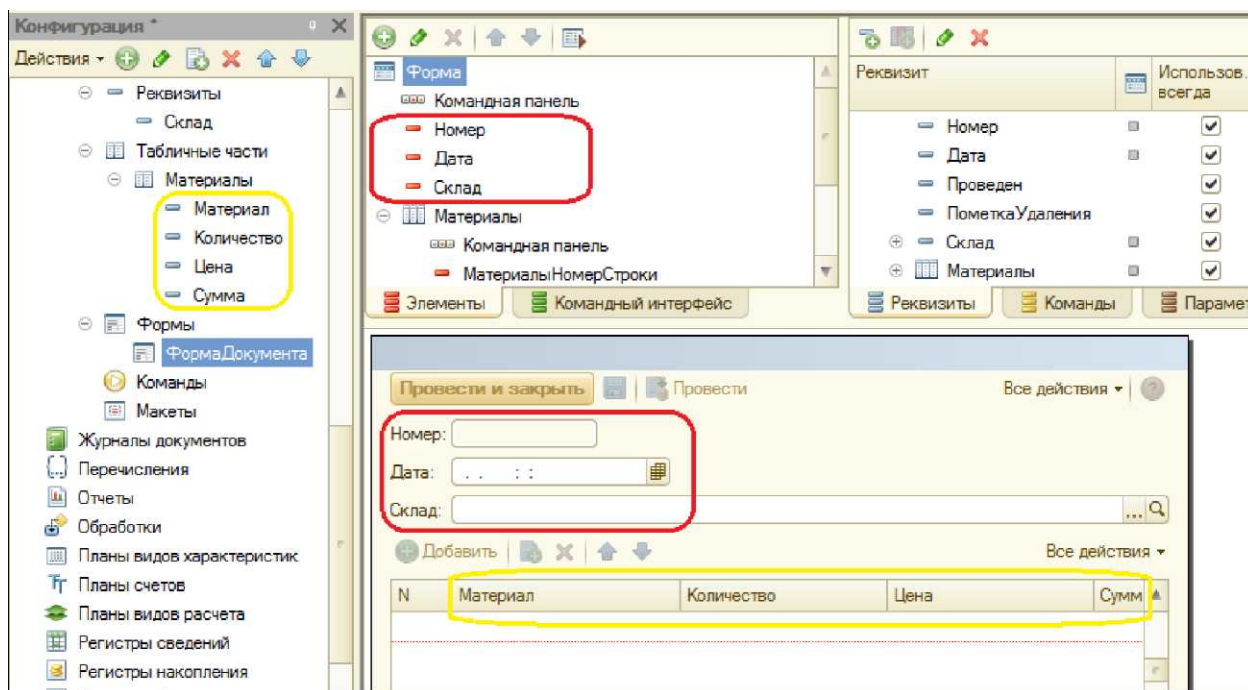 Конфигурация *
Действия
Реквизиты
Склад
Табличные части
Материалы
Материал
Количество
Цена
Сумма
Формы
ФормаДокумента
Команды
Макеты
Журналы документов
Перечисления
Отчеты
Обработки
Планы видов характеристик
Планы счетов
Планы видов расчета
Регистры сведений
Регистры накопления
Форма
Командная панель
Номер
Дата
Склад
Материалы
Командная панель
МатериалыНомерСтроки
Элементы
Командный интерфейс
Реквизит
Использов.
всегда
Номер
Дата
Проведен
ПометкаУдаления
Склад
Материалы
Реквизиты
Команды
Парамет
Провести и закрыть
Провести
Все действия
Номер:
Дата: . . : :
Склад:
Добавить
Все действия
N Материал Количество Цена Сумм